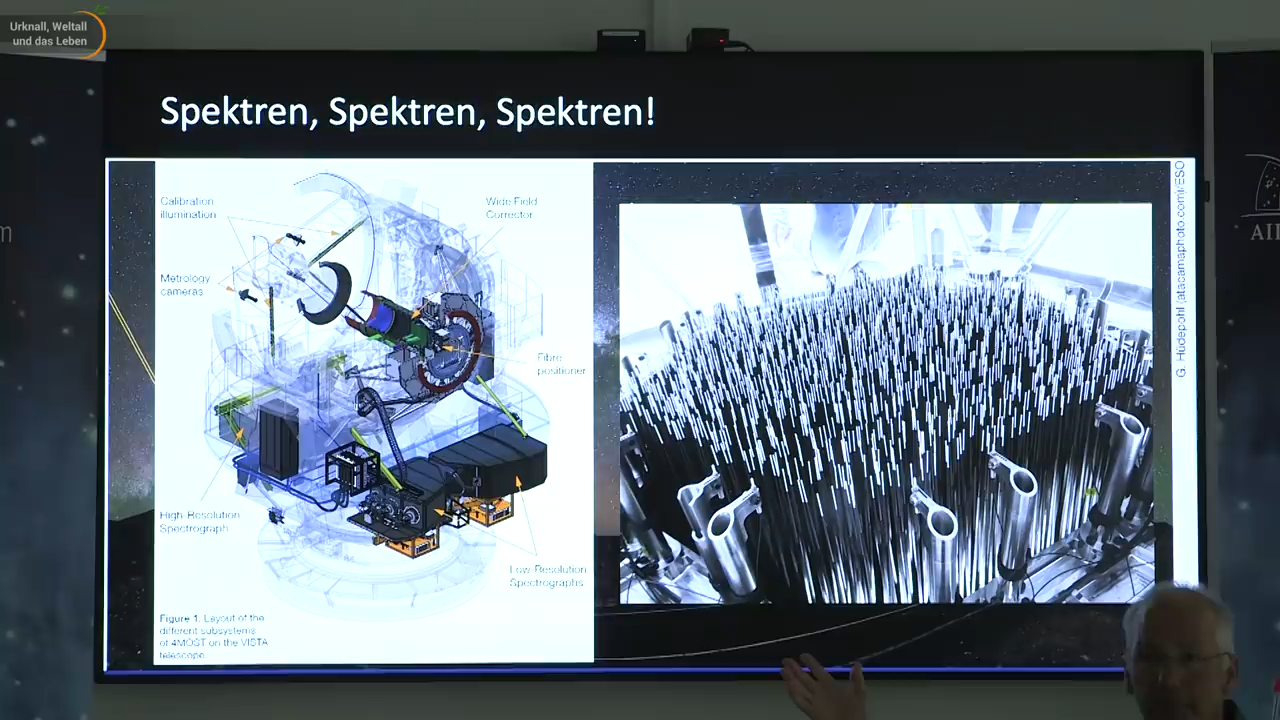 Urknall, Weltall
und das Leben
Spektren, Spektren, Spektren!
Calibration
illumination
Wide Field
Corrector
Metrology
cameras
Fibre
positioner
High-Resolution
Spectrograph
Low-Resolution
Spectrographs
Figure 1. Layout of the
different subsystems
of 4MOST on the VISTA
telescope.
G. Hüdepohl (atacamaphoto.com)/ESO